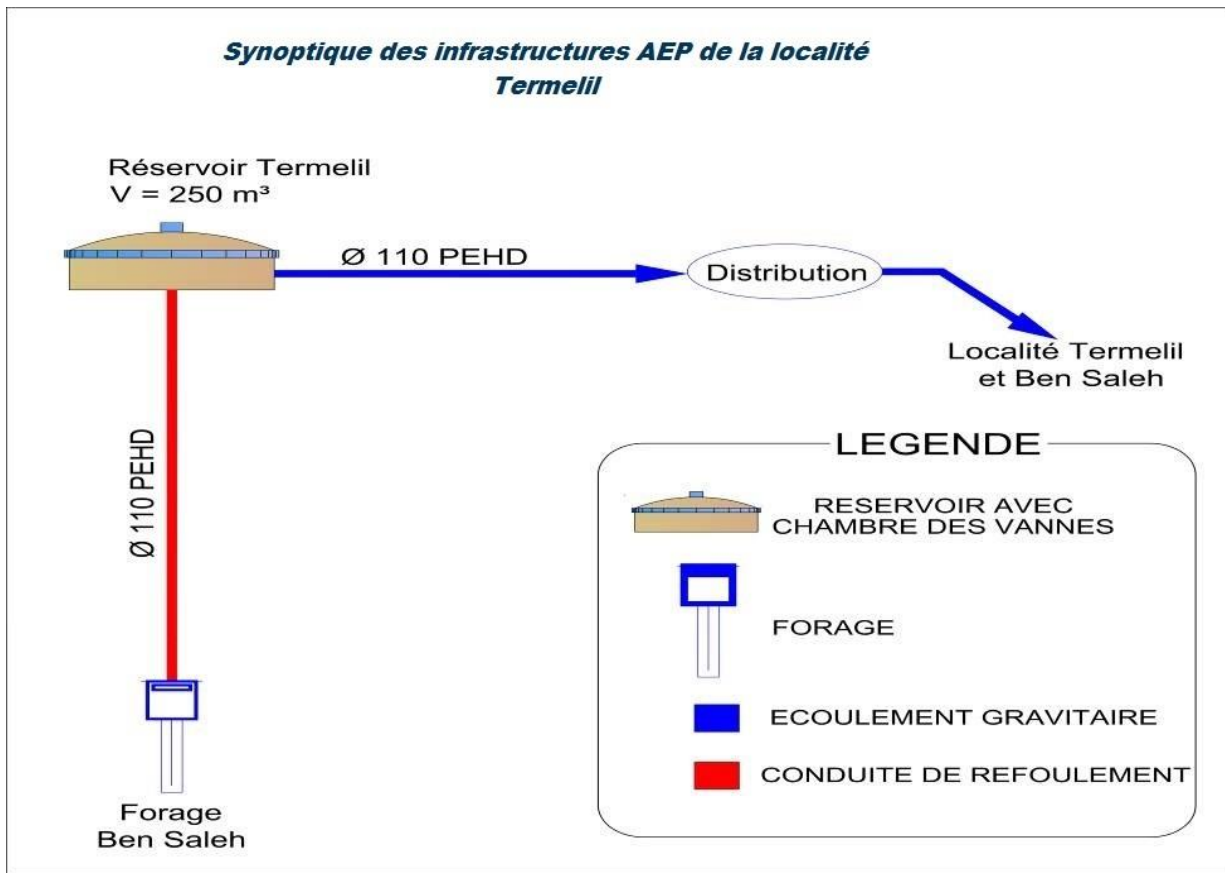 Synoptique des infrastructures AEP de la localité
Termelil
Réservoir Termelil
V = 250 m³
Ø 110 PEHD
Distribution
Localité Termelil
et Ben Saleh
Ø 110 PEHD
Forage
Ben Saleh
LEGENDE
RESERVOIR AVEC
CHAMBRE DES VANNES
FORAGE
ECOULEMENT GRAVITAIRE
CONDUITE DE REFOULEMENT